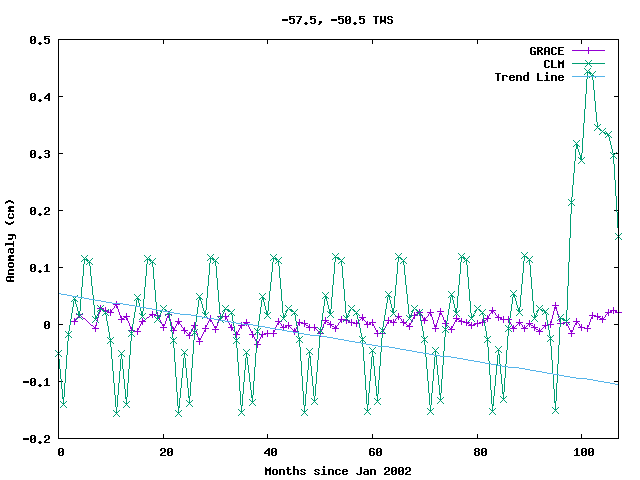 -57.5, -50.5 TWS
GRACE
CLM
Trend Line
0.5
0.4
0.3
0.2
0.1
0
-0.1
-0.2
Anomaly (cm)
0 20 40 60 80 100
Months since Jan 2002